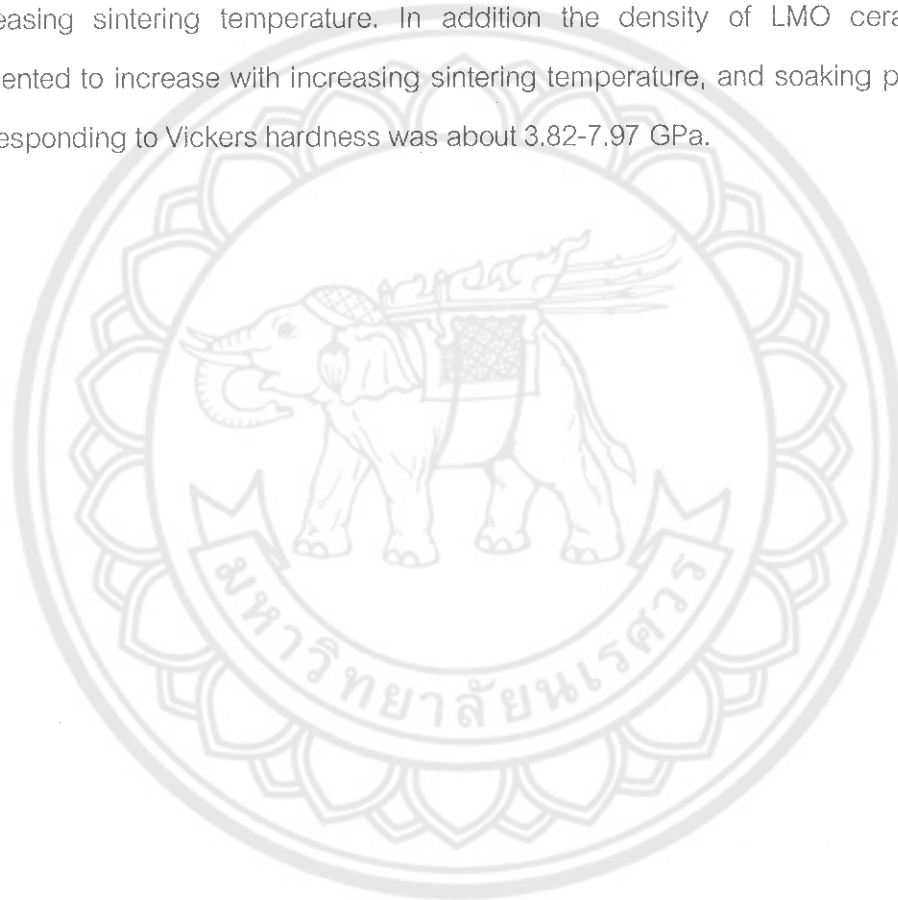 easing sintering temperature. In addition the density of LMO cera
ented to increase with increasing sintering temperature, and soaking p
esponding to Vickers hardness was about 3.82-7.97 GPa.
มหาวิทยาลัยนเรศวร